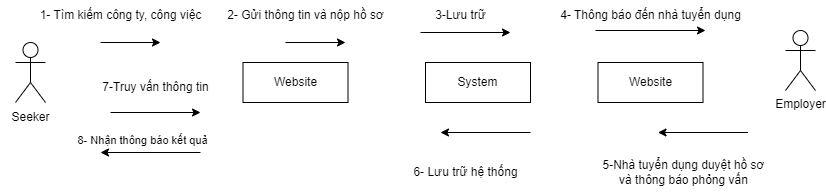 1- Tìm kiếm công ty, công việc
2- Gửi thông tin và nộp hồ sơ
3-Lưu trữ
4- Thông báo đến nhà tuyển dụng
Seeker
7-Truy vấn thông tin
Website
System
Website
Employer
8- Nhận thông báo kết quả
6- Lưu trữ hệ thống
5-Nhà tuyển dụng duyệt hồ sơ
và thông báo phỏng vấn